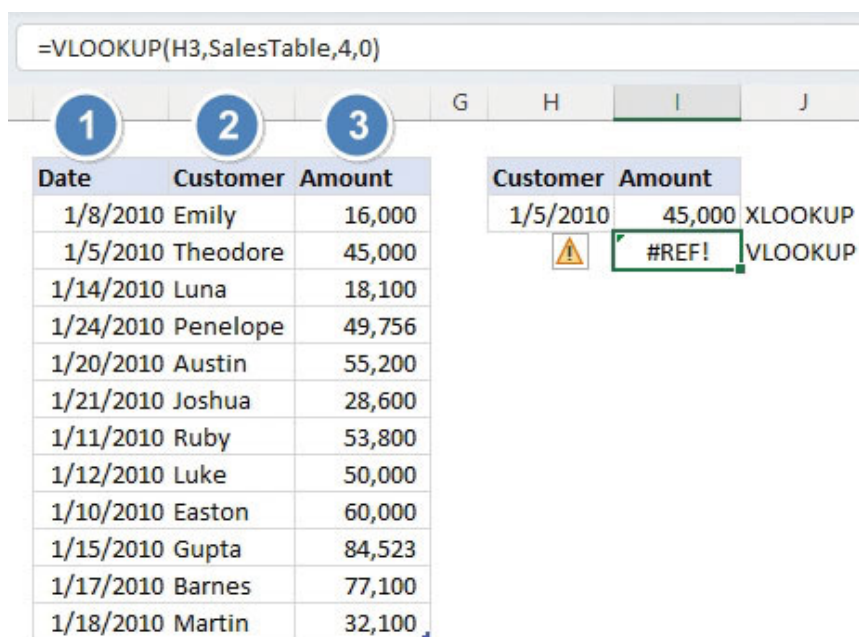 =VLOOKUP(H3,SalesTable,4,0)
G H I J
1 2 3
Date Customer Amount Customer Amount
1/8/2010 Emily 16,000 1/5/2010 45,000 XLOOKUP
1/5/2010 Theodore 45,000 #REF! VLOOKUP
1/14/2010 Luna 18,100
1/24/2010 Penelope 49,756
1/20/2010 Austin 55,200
1/21/2010 Joshua 28,600
1/11/2010 Ruby 53,800
1/12/2010 Luke 50,000
1/10/2010 Easton 60,000
1/15/2010 Gupta 84,523
1/17/2010 Barnes 77,100
1/18/2010 Martin 32,100